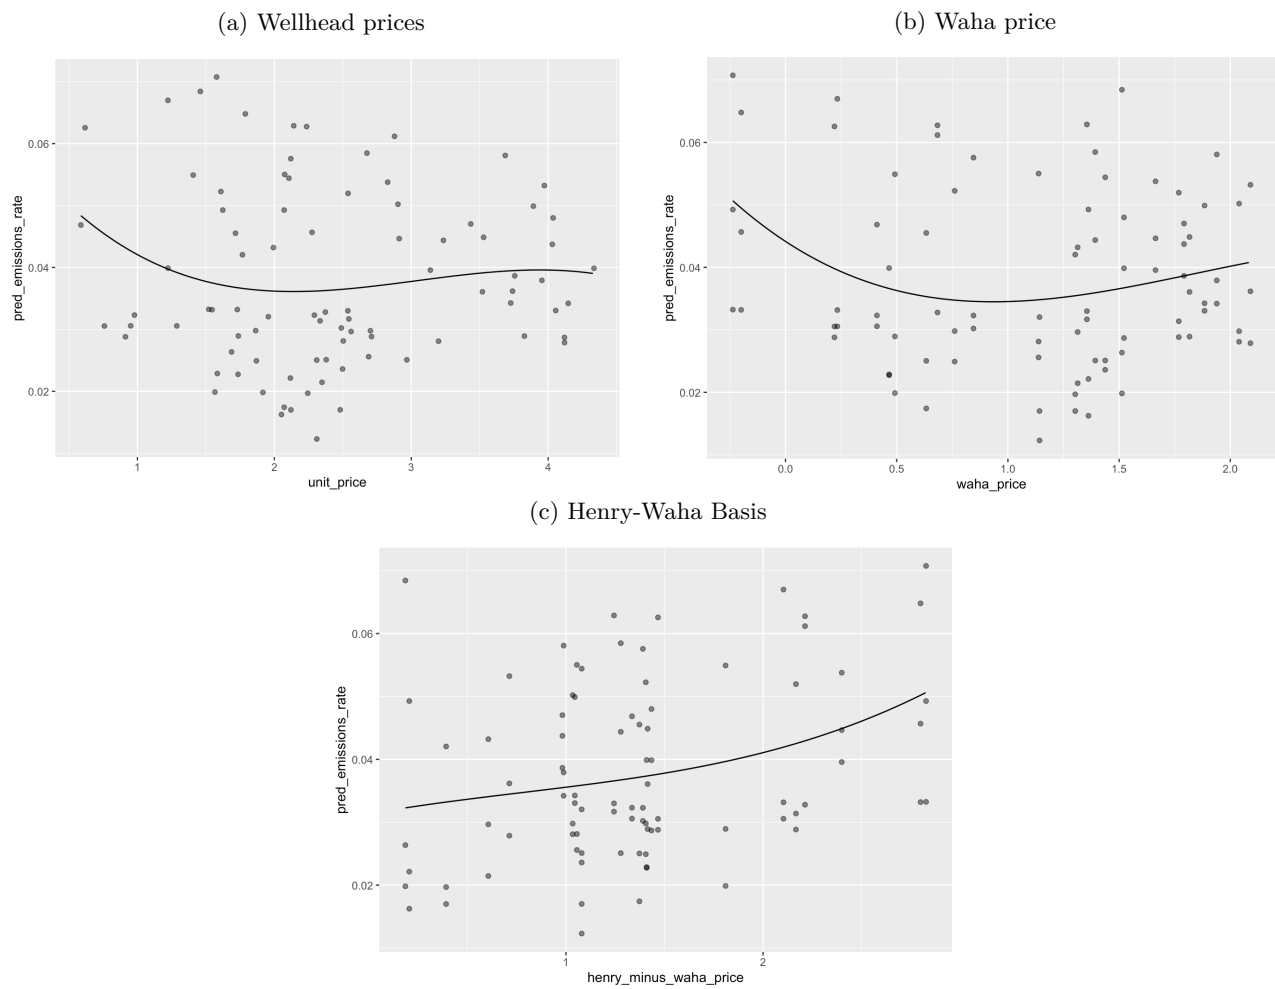 (a) Wellhead prices
pred_emissions_rate
0.06
0.04
0.02
1 2 3 4
unit_price
(b) Waha price
pred_emissions_rate
0.06
0.04
0.02
0.0 0.5 1.0 1.5 2.0
waha_price
(c) Henry-Waha Basis
pred_emissions_rate
0.06
0.04
0.02
1 2
henry_minus_waha_price